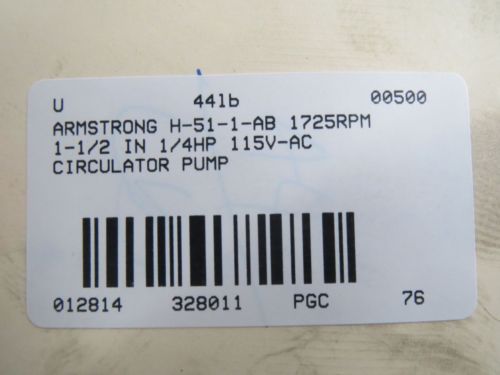 U 44lb 00500
ARMSTRONG H-51-1-AB 1725RPM
1-1/2 IN 1/4HP 115V-AC
CIRCULATOR PUMP
012814 328011 PGC 76